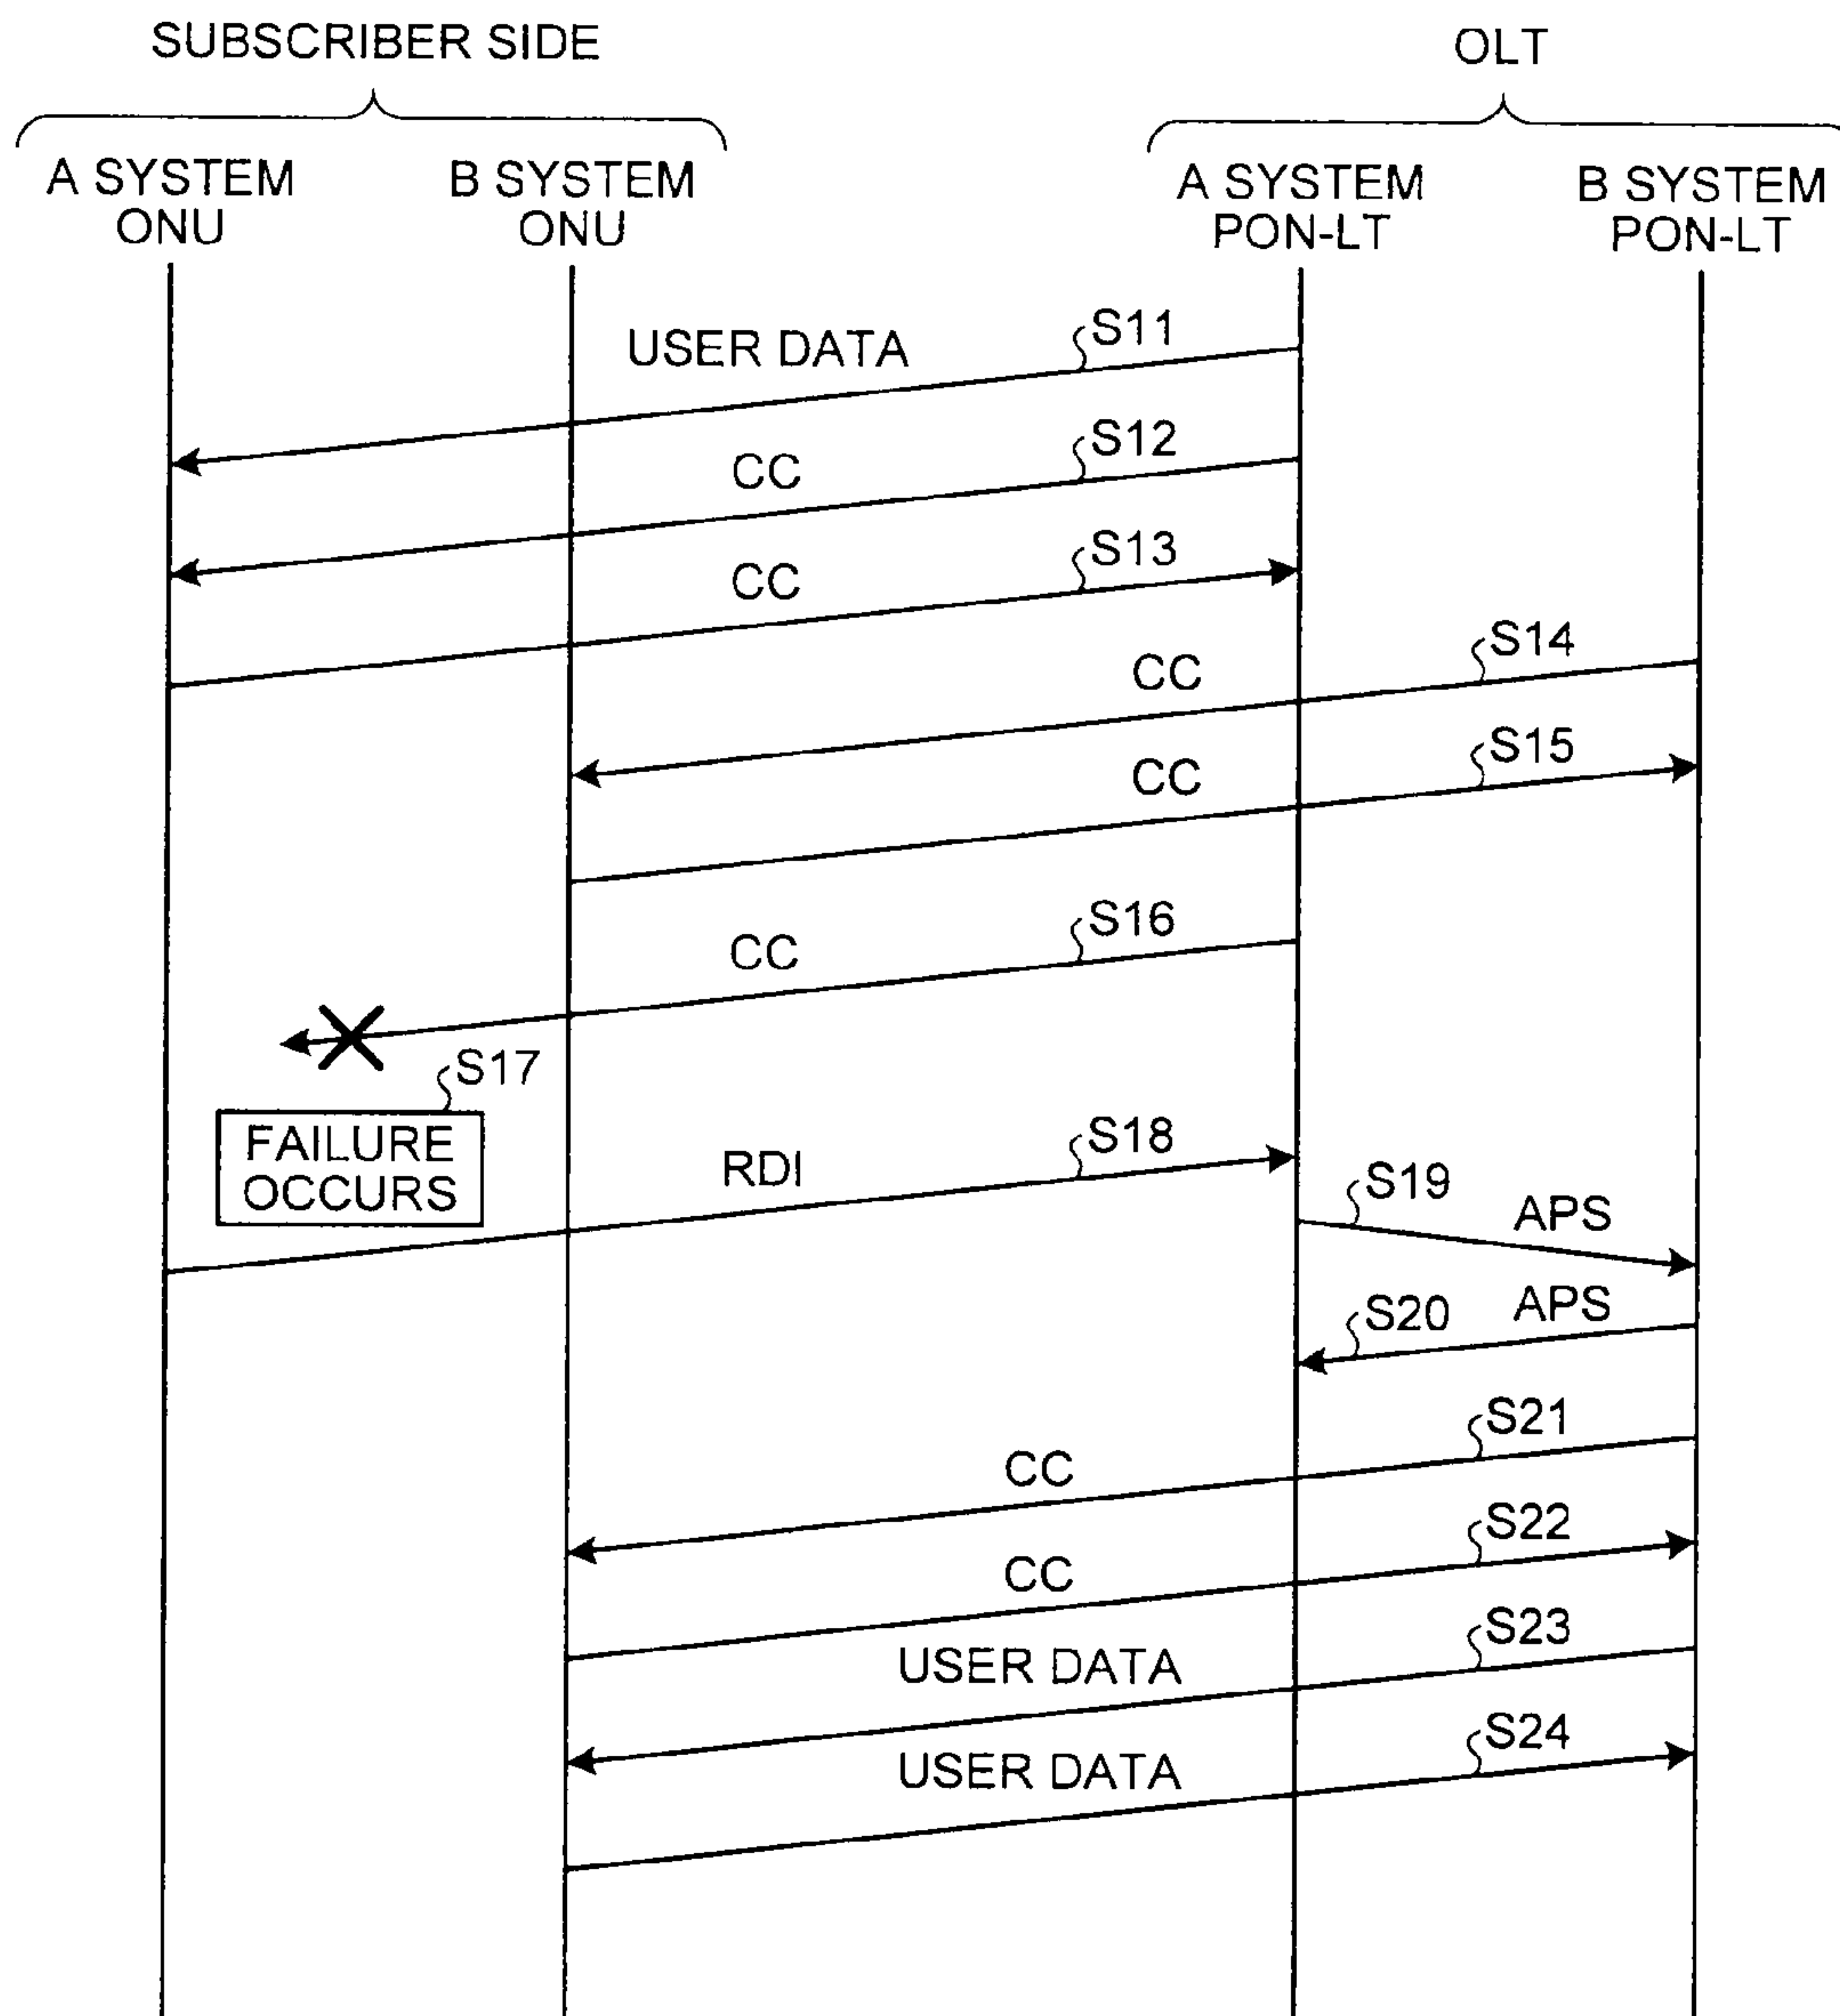 SUBSCRIBER SIDE
OLT
A SYSTEM
ONU
B SYSTEM
ONU
A SYSTEM
PON-LT
B SYSTEM
PON-LT
USER DATA
S11
CC
S12
CC
S13
CC
S14
CC
S15
CC
S16
S17
FAILURE
OCCURS
RDI
S18
S19
APS
S20
APS
CC
S21
CC
S22
USER DATA
S23
USER DATA
S24